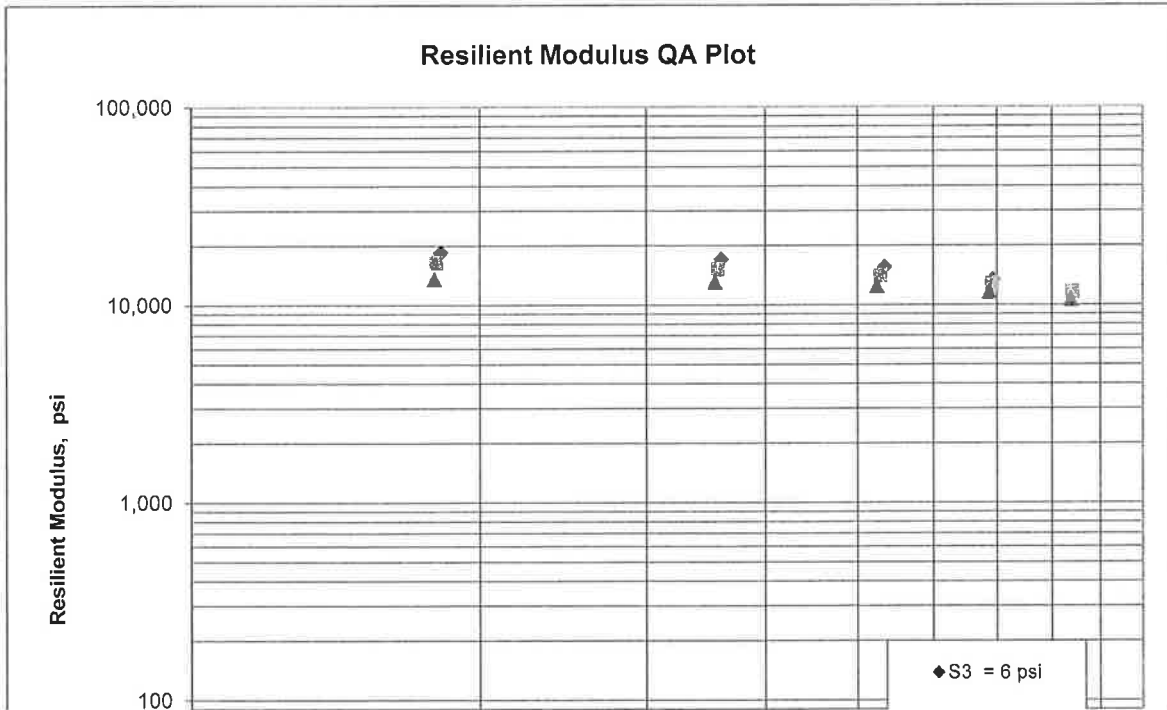 Resilient Modulus QA Plot
100,000
10,000
1,000
100
Resilient Modulus, psi
◆S3 = 6 psi